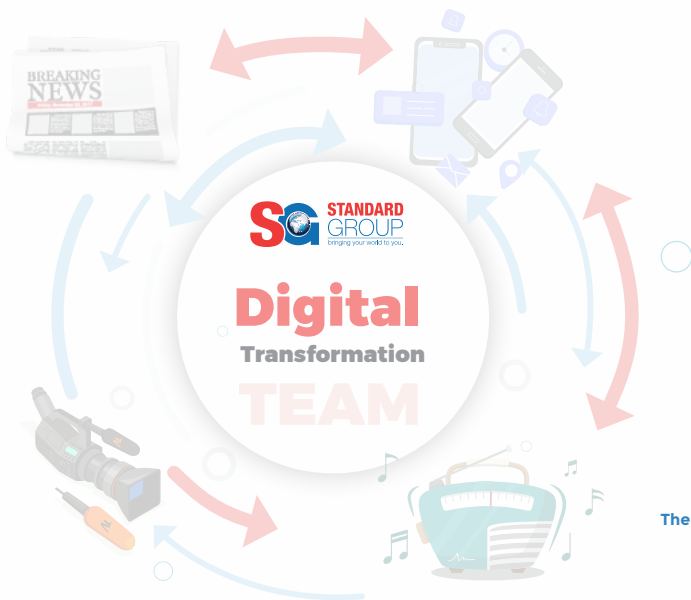 BREAKING
NEWS
SG STANDARD
GROUP
bringing your world to you.
Digital
Transformation
TEAM
The